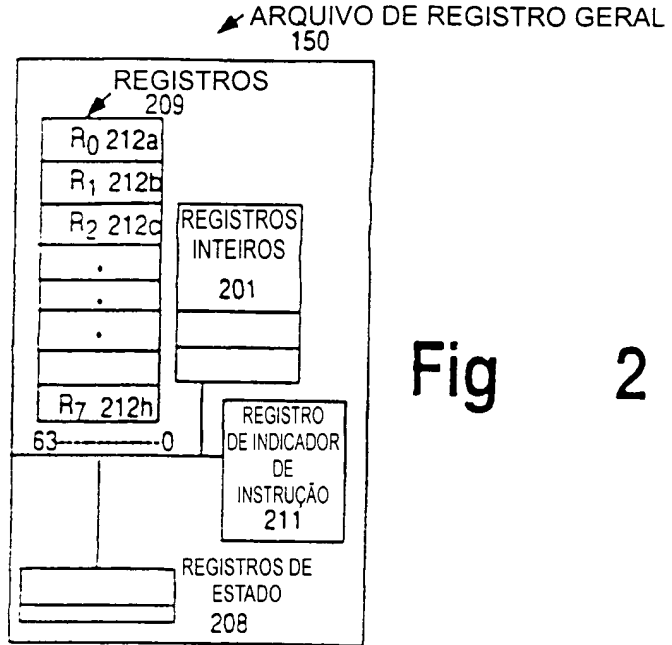 ARQUIVO DE REGISTRO GERAL
150
REGISTROS
209
R0 212a
R1 212b
R2 212c
.
.
.
R7 212h
63--------------0
REGISTROS
INTEIROS
201
REGISTRO
DE INDICADOR
DE
INSTRUÇÃO
211
REGISTROS DE
ESTADO
208
Fig 2